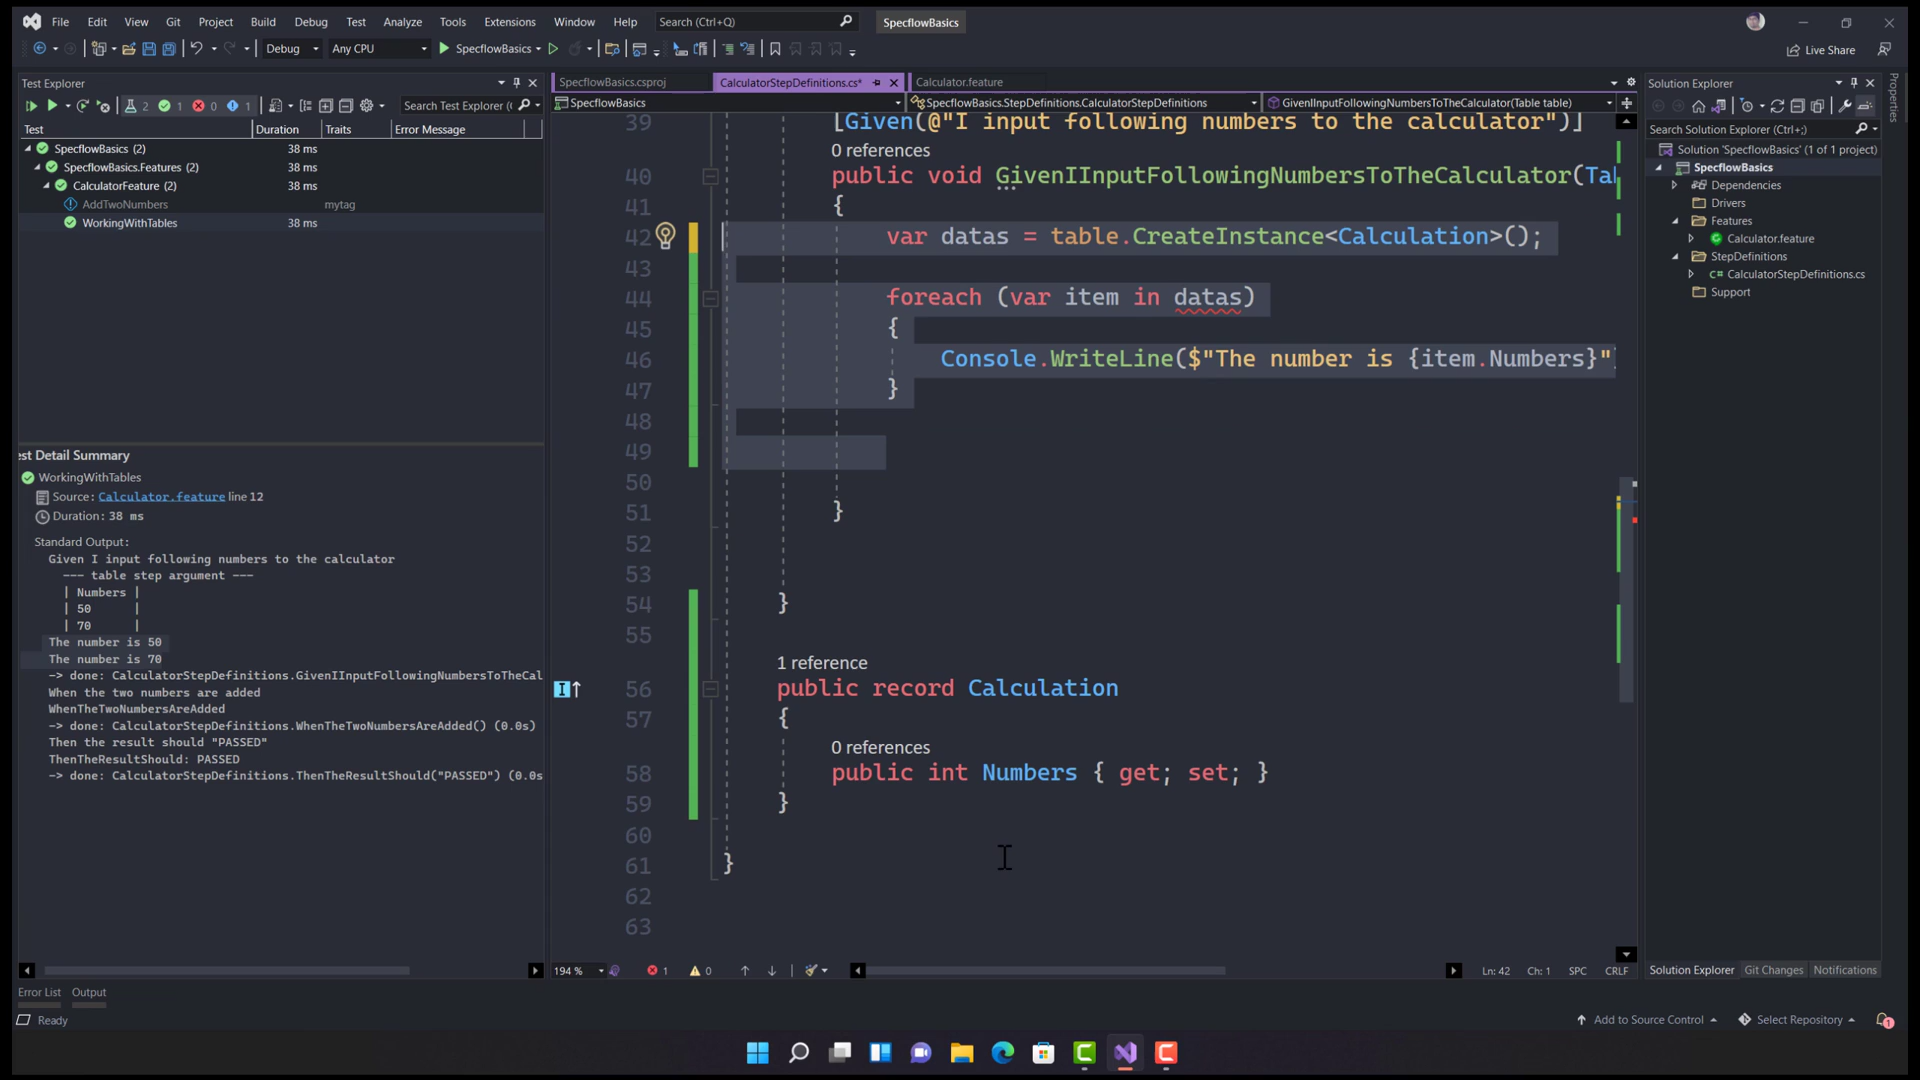 File Edit View Git Project Build Debug Test Analyze Tools Extensions Window Help Search (Ctrl+Q) SpecflowBasics
Debug Any CPU SpecflowBasics Live Share
Test Explorer
2 1 0 1 Search Test Explorer (
Test Duration Traits Error Message
SpecflowBasics (2) 38 ms
SpecflowBasics.Features (2) 38 ms
CalculatorFeature (2) 38 ms
AddTwoNumbers mytag
WorkingWithTables 38 ms
est Detail Summary
WorkingWithTables
Source: Calculator.feature line 12
Duration: 38 ms
Standard Output:
Given I input following numbers to the calculator
--- table step argument ---
| Numbers |
| 50 |
| 70 |
The number is 50
The number is 70
-> done: CalculatorStepDefinitions.GivenIInputFollowingNumbersToTheCal
When the two numbers are added
WhenTheTwoNumbersAreAdded
-> done: CalculatorStepDefinitions.WhenTheTwoNumbersAreAdded() (0.0s)
Then the result should "PASSED"
ThenTheResultShould: PASSED
-> done: CalculatorStepDefinitions.ThenTheResultShould("PASSED") (0.0s
SpecflowBasics.csproj CalculatorStepDefinitions.cs* Calculator.feature
SpecflowBasics SpecflowBasics.StepDefinitions.CalculatorStepDefinitions GivenIInputFollowingNumbersToTheCalculator(Table table)
39 [Given(@"I input following numbers to the calculator")]
0 references
40 public void GivenIInputFollowingNumbersToTheCalculator(Tab
41 {
42 var datas = table.CreateInstance<Calculation>();
43
44 foreach (var item in datas)
45 {
46 Console.WriteLine($"The number is {item.Numbers}")
47 }
48
49
50
51 }
52
53
54 }
55
1 reference
56 public record Calculation
57 {
0 references
58 public int Numbers { get; set; }
59 }
60
61 }
62
63
194 % 1 0 Ln: 42 Ch: 1 SPC CRLF
Solution Explorer
Search Solution Explorer (Ctrl+;)
Solution 'SpecflowBasics' (1 of 1 project)
SpecflowBasics
Dependencies
Drivers
Features
Calculator.feature
StepDefinitions
C# CalculatorStepDefinitions.cs
Support
Properties
Solution Explorer Git Changes Notifications
Error List Output
Ready Add to Source Control Select Repository 1